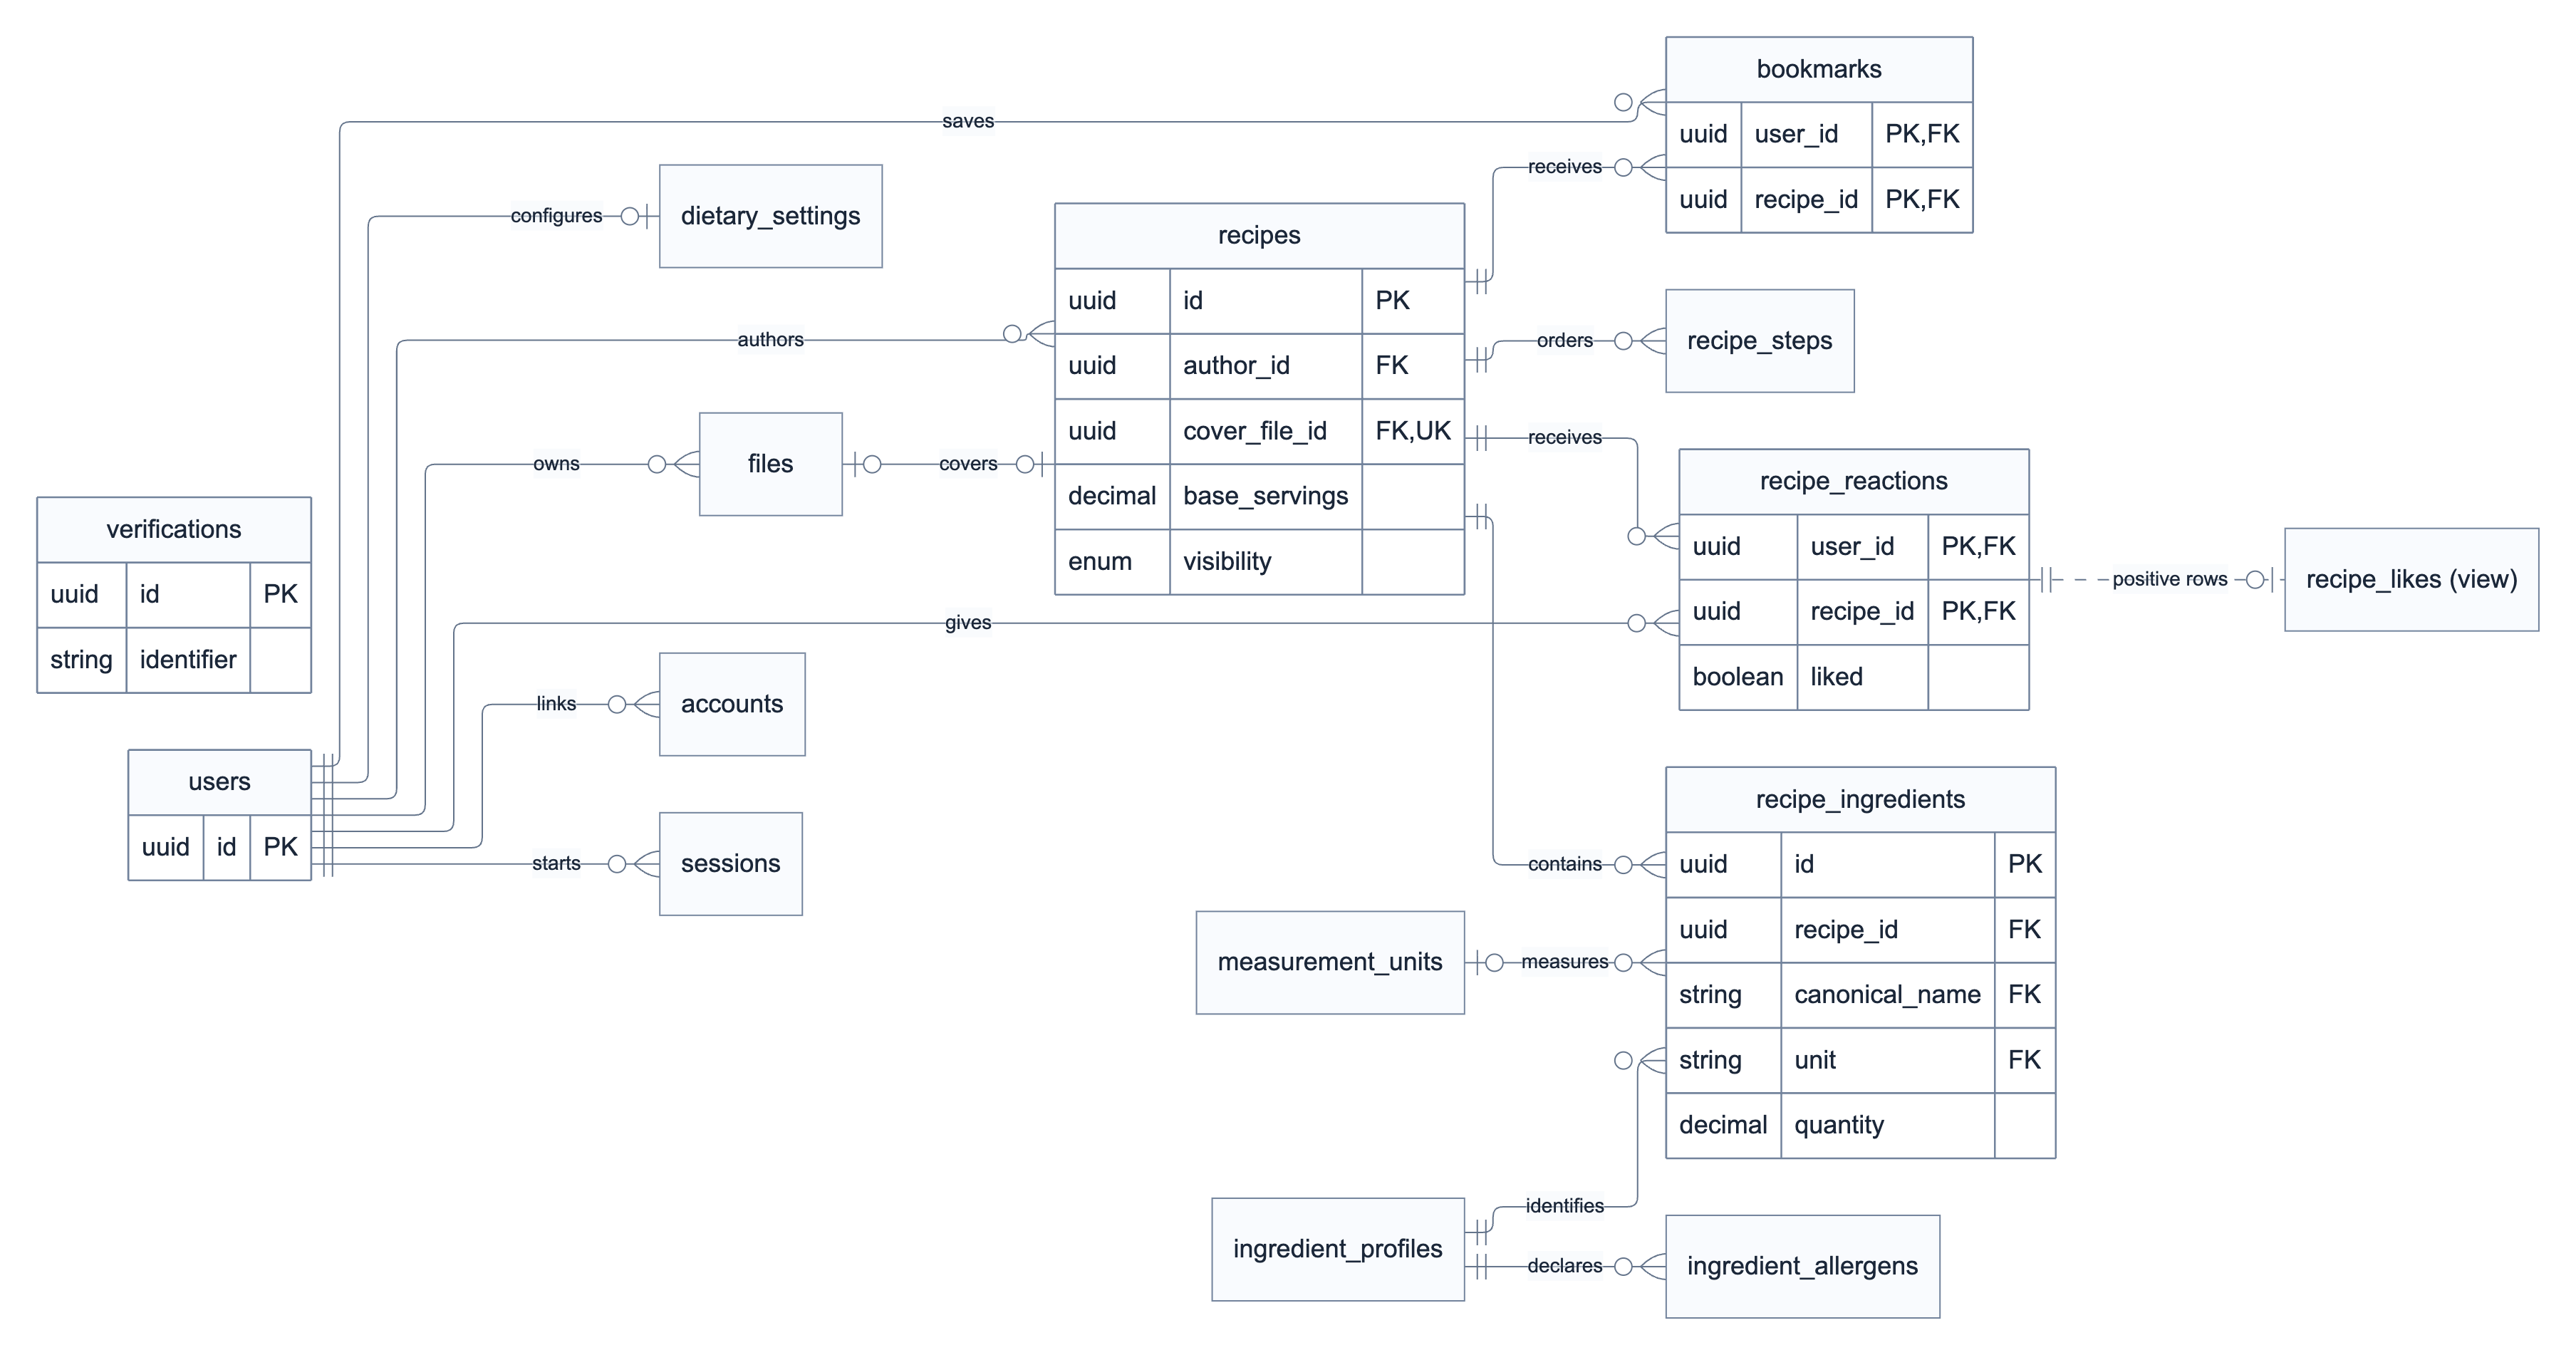 bookmarks
uuid user_id PK,FK
uuid recipe_id PK,FK
saves
receives
dietary_settings
configures
recipes
uuid id PK
uuid author_id FK
uuid cover_file_id FK,UK
decimal base_servings
enum visibility
authors
orders
recipe_steps
receives
files
owns
covers
recipe_reactions
uuid user_id PK,FK
uuid recipe_id PK,FK
boolean liked
positive rows
recipe_likes (view)
verifications
uuid id PK
string identifier
gives
links
accounts
users
uuid id PK
starts
sessions
recipe_ingredients
uuid id PK
uuid recipe_id FK
string canonical_name FK
string unit FK
decimal quantity
contains
measurement_units
measures
identifies
ingredient_profiles
declares
ingredient_allergens